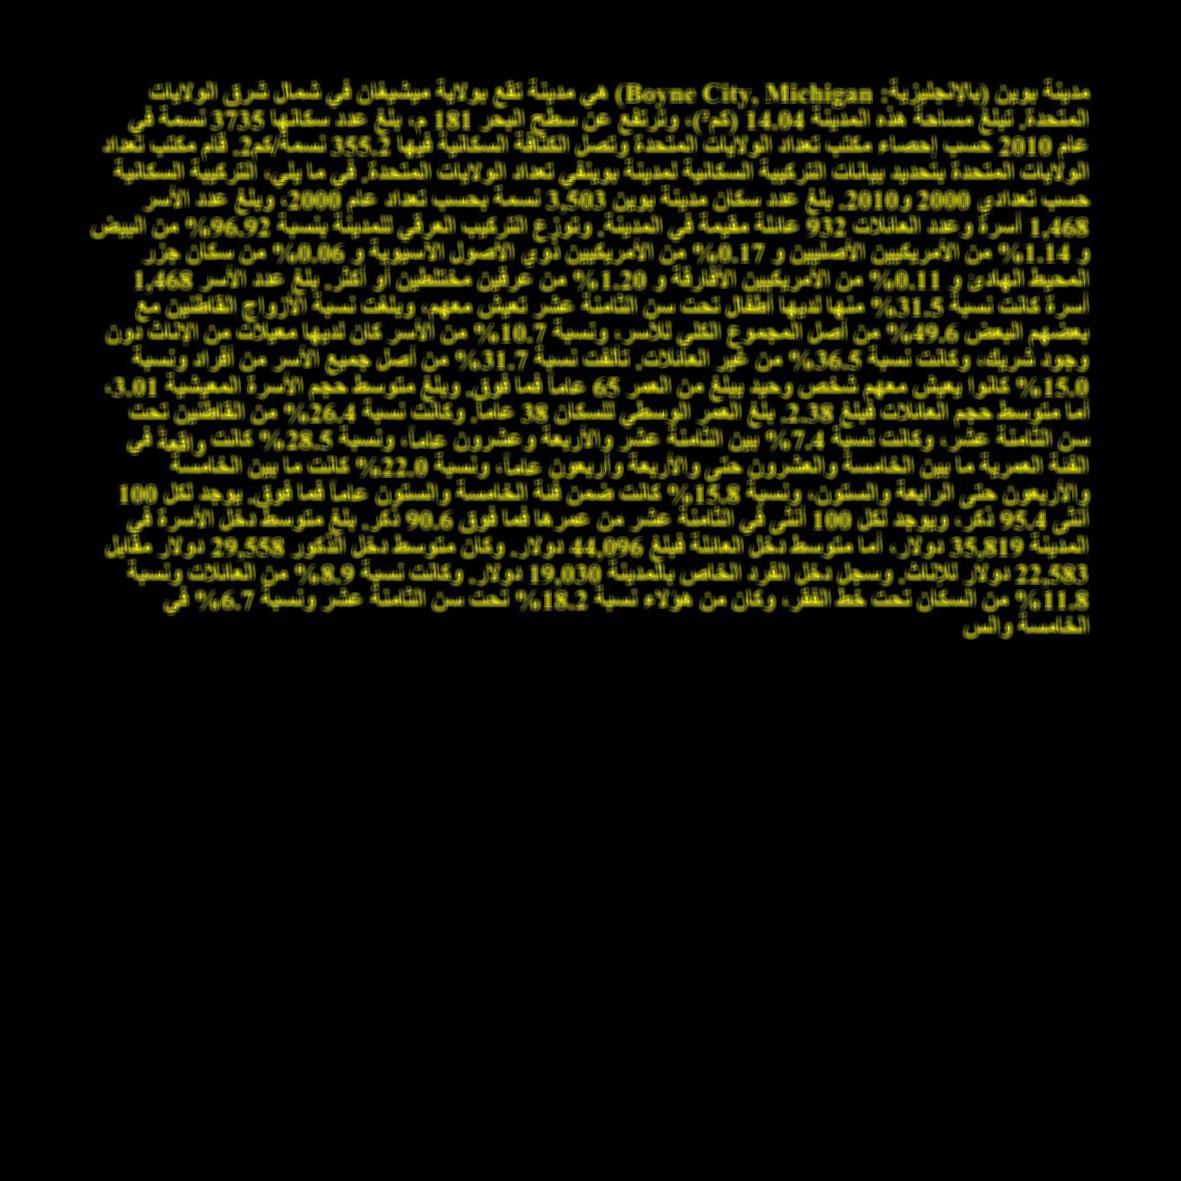 مدينة بوين (بالإنجليزية: Boyne City, Michigan) هي مدينة تقع بولاية ميشيغان في شمال شرق الولايات
المتحدة. تبلغ مساحة هذه المدينة 14.04 (كم²)، وترتفع عن سطح البحر 181 م، بلغ عدد سكانها 3735 نسمة في
عام 2010 حسب إحصاء مكتب تعداد الولايات المتحدة وتصل الكثافة السكانية فيها 355.2 نسمة/كم2. قام مكتب تعداد
الولايات المتحدة بتحديد بيانات التركيبة السكانية لمدينة بوينفي تعداد الولايات المتحدة. في ما يلي، التركيبة السكانية
حسب تعدادي 2000 و2010. بلغ عدد سكان مدينة بوين 3,503 نسمة بحسب تعداد عام 2000، وبلغ عدد الأسر
1,468 أسرة وعدد العائلات 932 عائلة مقيمة في المدينة. وتوزع التركيب العرقي للمدينة بنسبة 96.92% من البيض
و 1.14% من الأمريكيين الأصليين و 0.17% من الأمريكيين ذوي الأصول الآسيوية و 0.06% من سكان جزر
المحيط الهادئ و 0.11% من الأمريكيين الأفارقة و 1.20% من عرقين مختلطين أو أكثر. بلغ عدد الأسر 1,468
أسرة كانت نسبة 31.5% منها لديها أطفال تحت سن الثامنة عشر تعيش معهم، وبلغت نسبة الأزواج القاطنين مع
بعضهم البعض 49.6% من أصل المجموع الكلي للأسر، ونسبة 10.7% من الأسر كان لديها معيلات من الإناث دون
وجود شريك، وكانت نسبة 36.5% من غير العائلات. تألفت نسبة 31.7% من أصل جميع الأسر من أفراد ونسبة
15.0% كانوا يعيش معهم شخص وحيد يبلغ من العمر 65 عاماً فما فوق. وبلغ متوسط حجم الأسرة المعيشية 3.01،
أما متوسط حجم العائلات فبلغ 2.38. بلغ العمر الوسطي للسكان 38 عاماً. وكانت نسبة 26.4% من القاطنين تحت
سن الثامنة عشر، وكانت نسبة 7.4% بين الثامنة عشر والأربعة وعشرون عاماً، ونسبة 28.5% كانت واقعة في
الفئة العمرية ما بين الخامسة والعشرون حتى والأربعة وأربعون عاماً، ونسبة 22.0% كانت ما بين الخامسة
والأربعون حتى الرابعة والستون، ونسبة 15.8% كانت ضمن فئة الخامسة والستون عاماً فما فوق. يوجد لكل 100
أنثى 95.4 ذكر، ويوجد لكل 100 أنثى في الثامنة عشر من عمرها فما فوق 90.6 ذكر. بلغ متوسط دخل الأسرة في
المدينة 35,819 دولار، أما متوسط دخل العائلة فبلغ 44,096 دولار. وكان متوسط دخل الذكور 29,558 دولار مقابل
22,583 دولار للإناث. وسجل دخل الفرد الخاص بالمدينة 19,030 دولار. وكانت نسبة 8.9% من العائلات ونسبة
11.8% من السكان تحت خط الفقر، وكان من هؤلاء نسبة 18.2% تحت سن الثامنة عشر ونسبة 6.7% في
الخامسة والس